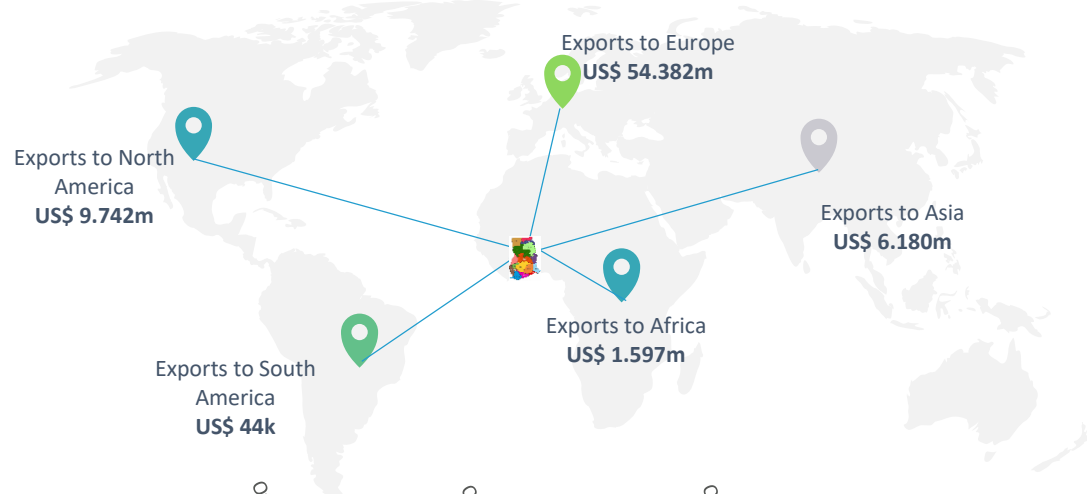 Exports to Europe
US$ 54.382m
Exports to North
America
US$ 9.742m
Exports to Asia
US$ 6.180m
Exports to Africa
US$ 1.597m
Exports to South
America
US$ 44k